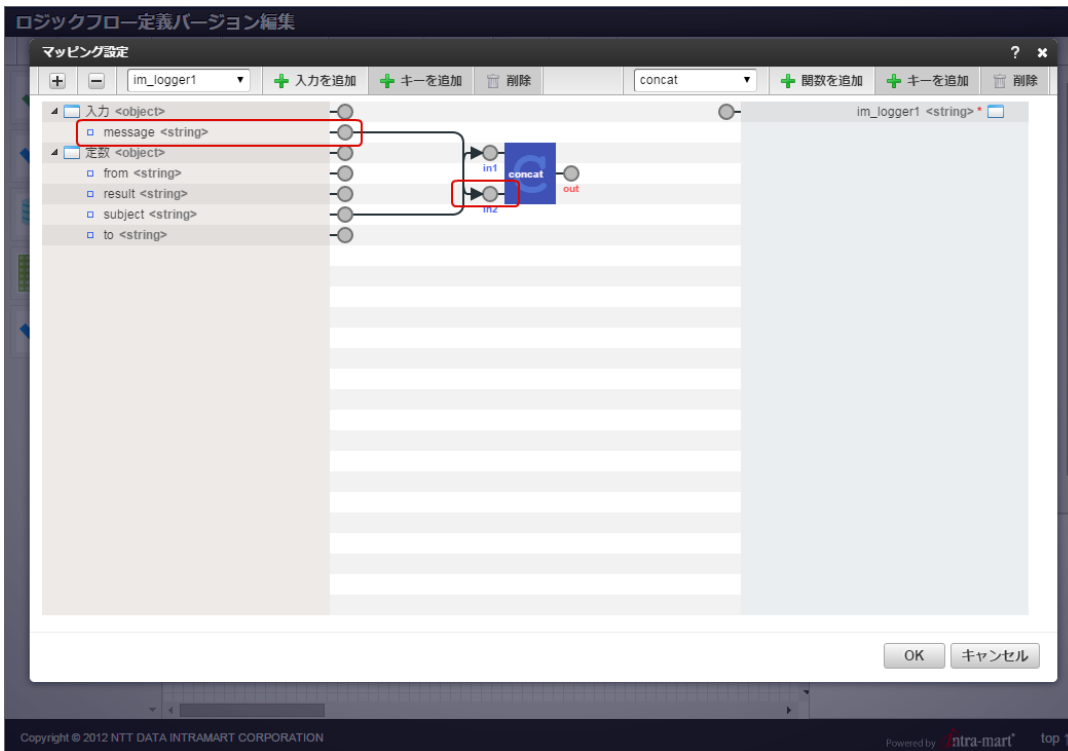 ロジックフロー定義バージョン編集
マッピング設定
? ×
+ − im_logger1 ▼ 入力を追加 キーを追加 削除 concat ▼ 関数を追加 キーを追加 削除
入力 <object>
im_logger1 <string> *
message <string>
定数 <object>
from <string>
result <string>
subject <string>
to <string>
in1
concat
out
in2
OK キャンセル
Copyright © 2012 NTT DATA INTRAMART CORPORATION
Powered by intra-mart
top